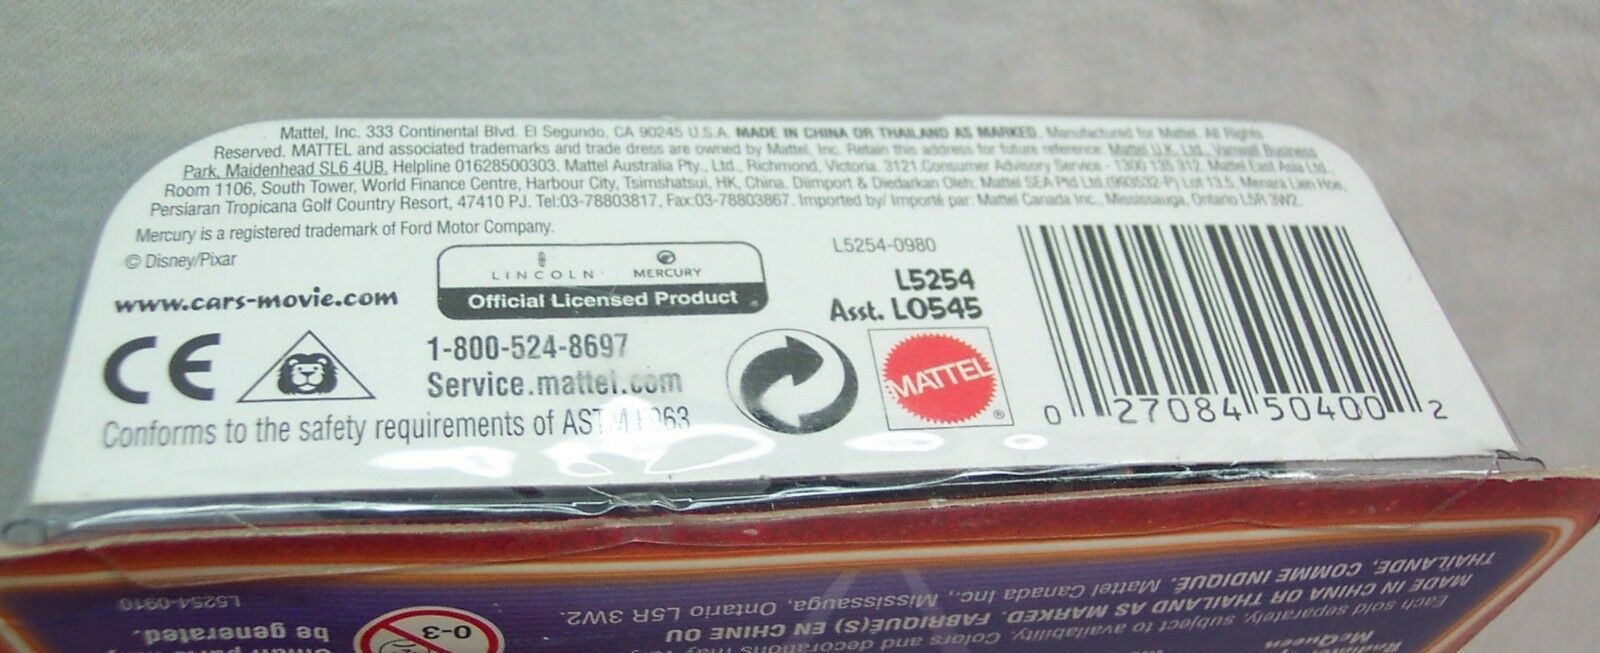 Mattel, Inc. 333 Continental Blvd. El Segundo, CA 90245 U.S.A. MADE IN CHINA OR THAILAND AS MARKED. Manufactured for Mattel. All Rights
Reserved. MATTEL and associated trademarks and trade dress are owned by Mattel, Inc. Retain this address for future reference: Mattel U.K. Ltd., Vanwall Business
Park, Maidenhead SL6 4UB. Helpline 01628500303. Mattel Australia Pty., Ltd., Richmond, Victoria. 3121.Consumer Advisory Service - 1300 135 312. Mattel East Asia Ltd.,
Room 1106, South Tower, World Finance Centre, Harbour City, Tsimshatsui, HK, China. Diimport & Diedarkan Oleh: Mattel SEA Ptd Ltd.(993532-P) Lot 13.5, Menara Lien Hoe,
Persiaran Tropicana Golf Country Resort, 47410 PJ. Tel:03-78803817, Fax:03-78803867. Imported by/ Importé par: Mattel Canada Inc., Mississauga, Ontario L5R 3W2.
Mercury is a registered trademark of Ford Motor Company.
© Disney/Pixar
www.cars-movie.com
LINCOLN MERCURY
Official Licensed Product
L5254-0980
L5254
Asst. L0545
CE
1-800-524-8697
Service.mattel.com
Conforms to the safety requirements of ASTM F963
MATTEL ®
0 27084 50400 2
McQueen
Each sold separately, subject to availability. Colors and decorations may
MADE IN CHINA OR THAILAND AS MARKED. FABRIQUÉ(S) EN CHINE OU
THAÏLANDE, COMME INDIQUÉ. Mattel Canada Inc., Mississauga, Ontario L5R 3W2.
0-3
be generated.
L5254-0910